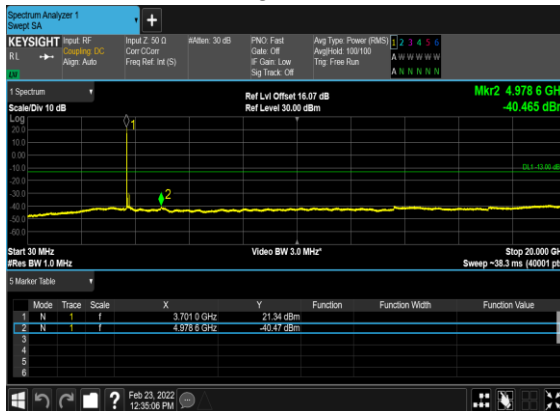 Spectrum Analyzer 1
Swept SA
KEYSIGHT Input: RF Input Z: 50 Ω #Atten: 30 dB PNO: Fast Avg Type: Power (RMS) 1 2 3 4 5 6
RL Coupling: DC Corr CCorr Gate: Off Avg|Hold: 100/100 A W W W W W
Align: Auto Freq Ref: Int (S) IF Gain: Low Trig: Free Run
Sig Track: Off A N N N N N
1 Spectrum Ref Lvl Offset 16.07 dB Mkr2 4.978 6 GH
Scale/Div 10 dB Ref Level 30.00 dBm -40.465 dBr
Log
20.0
10.0
0.00
-10.0
DL1 -13.00 dB
-20.0
-30.0
-40.0
-50.0
-60.0
1
2
Start 30 MHz Video BW 3.0 MHz* Stop 20.000 GH
#Res BW 1.0 MHz Sweep ~38.3 ms (40001 pt
5 Marker Table
Mode Trace Scale X Y Function Function Width Function Value
1 N 1 f 3.701 0 GHz 21.34 dBm
2 N 1 f 4.978 6 GHz -40.47 dBm
3
4
5
6
? Feb 23, 2022
12:35:06 PM